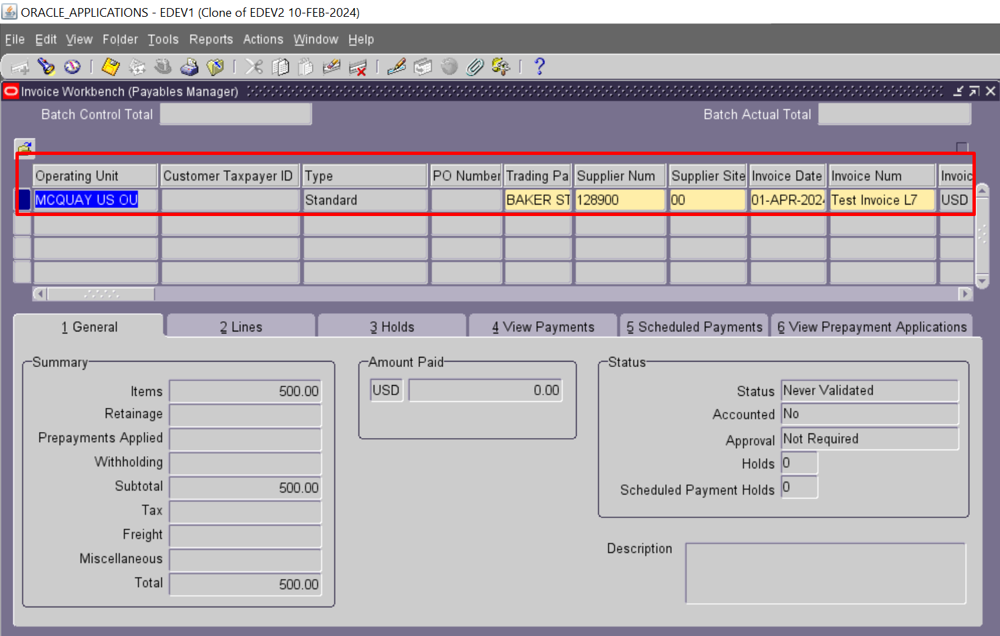 ORACLE_APPLICATIONS - EDEV1 (Clone of EDEV2 10-FEB-2024)
File Edit View Folder Tools Reports Actions Window Help
Invoice Workbench (Payables Manager)
Batch Control Total Batch Actual Total
Operating Unit Customer Taxpayer ID Type PO Number Trading Pa Supplier Num Supplier Site Invoice Date Invoice Num Invoic
MCQUAY US OU Standard BAKER ST 128900 00 01-APR-2024 Test Invoice L7 USD
1 General 2 Lines 3 Holds 4 View Payments 5 Scheduled Payments 6 View Prepayment Applications
Summary Amount Paid Status
Items 500.00 USD 0.00 Status Never Validated
Retainage Accounted No
Prepayments Applied Approval Not Required
Withholding Holds 0
Subtotal 500.00 Scheduled Payment Holds 0
Tax
Freight
Miscellaneous Description
Total 500.00